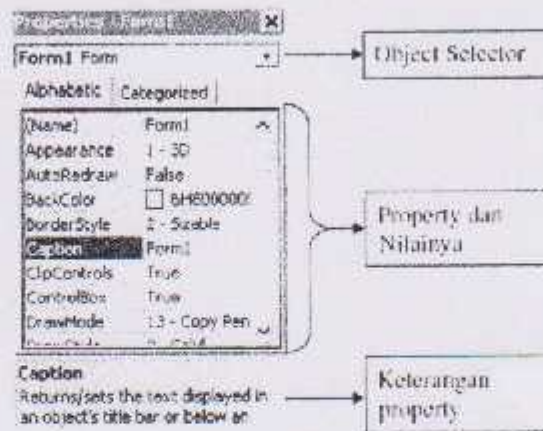 Properties - Form1
Form1 Form
Object Selector
Alphabetic Categorized
(Name) Form1
Appearance 1 - 3D
AutoRedraw False
BackColor &H8000000
BorderStyle 2 - Sizable
Caption Form1
ClipControls True
ControlBox True
DrawMode 13 - Copy Pen
Property dan
Nilainya
Caption
Returns/sets the text displayed in
an object's title bar or below an
Keterangan
property